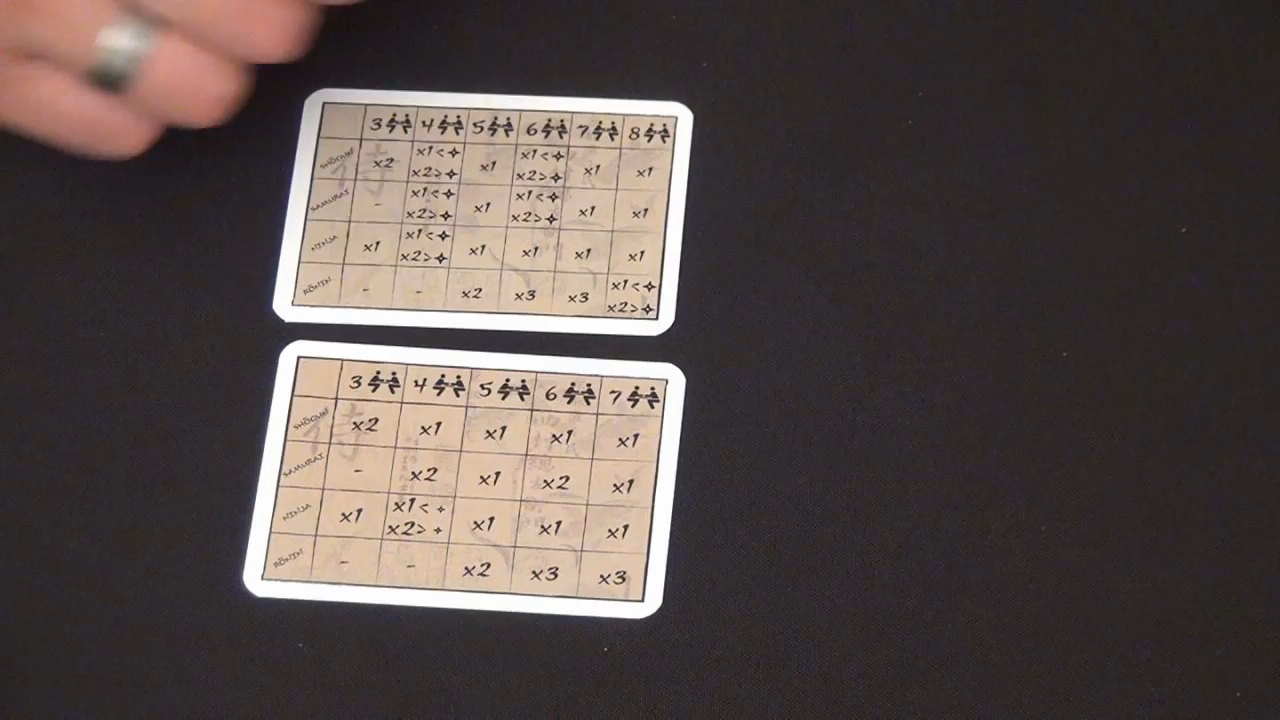 3 4 5 6 7 8
SHŌGUN x2 x1< x2> x1 x1< x2> x1 x1
SAMURAI - x1< x2> x1 x1< x2> x1 x1
NINJA x1 x1< x2> x1 x1 x1 x1
RŌNIN - - x2 x3 x3 x1< x2>
3 4 5 6 7
SHŌGUN x2 x1 x1 x1 x1
SAMURAI - x2 x1 x2 x1
NINJA x1 x1< x2> x1 x1 x1
RŌNIN - - x2 x3 x3